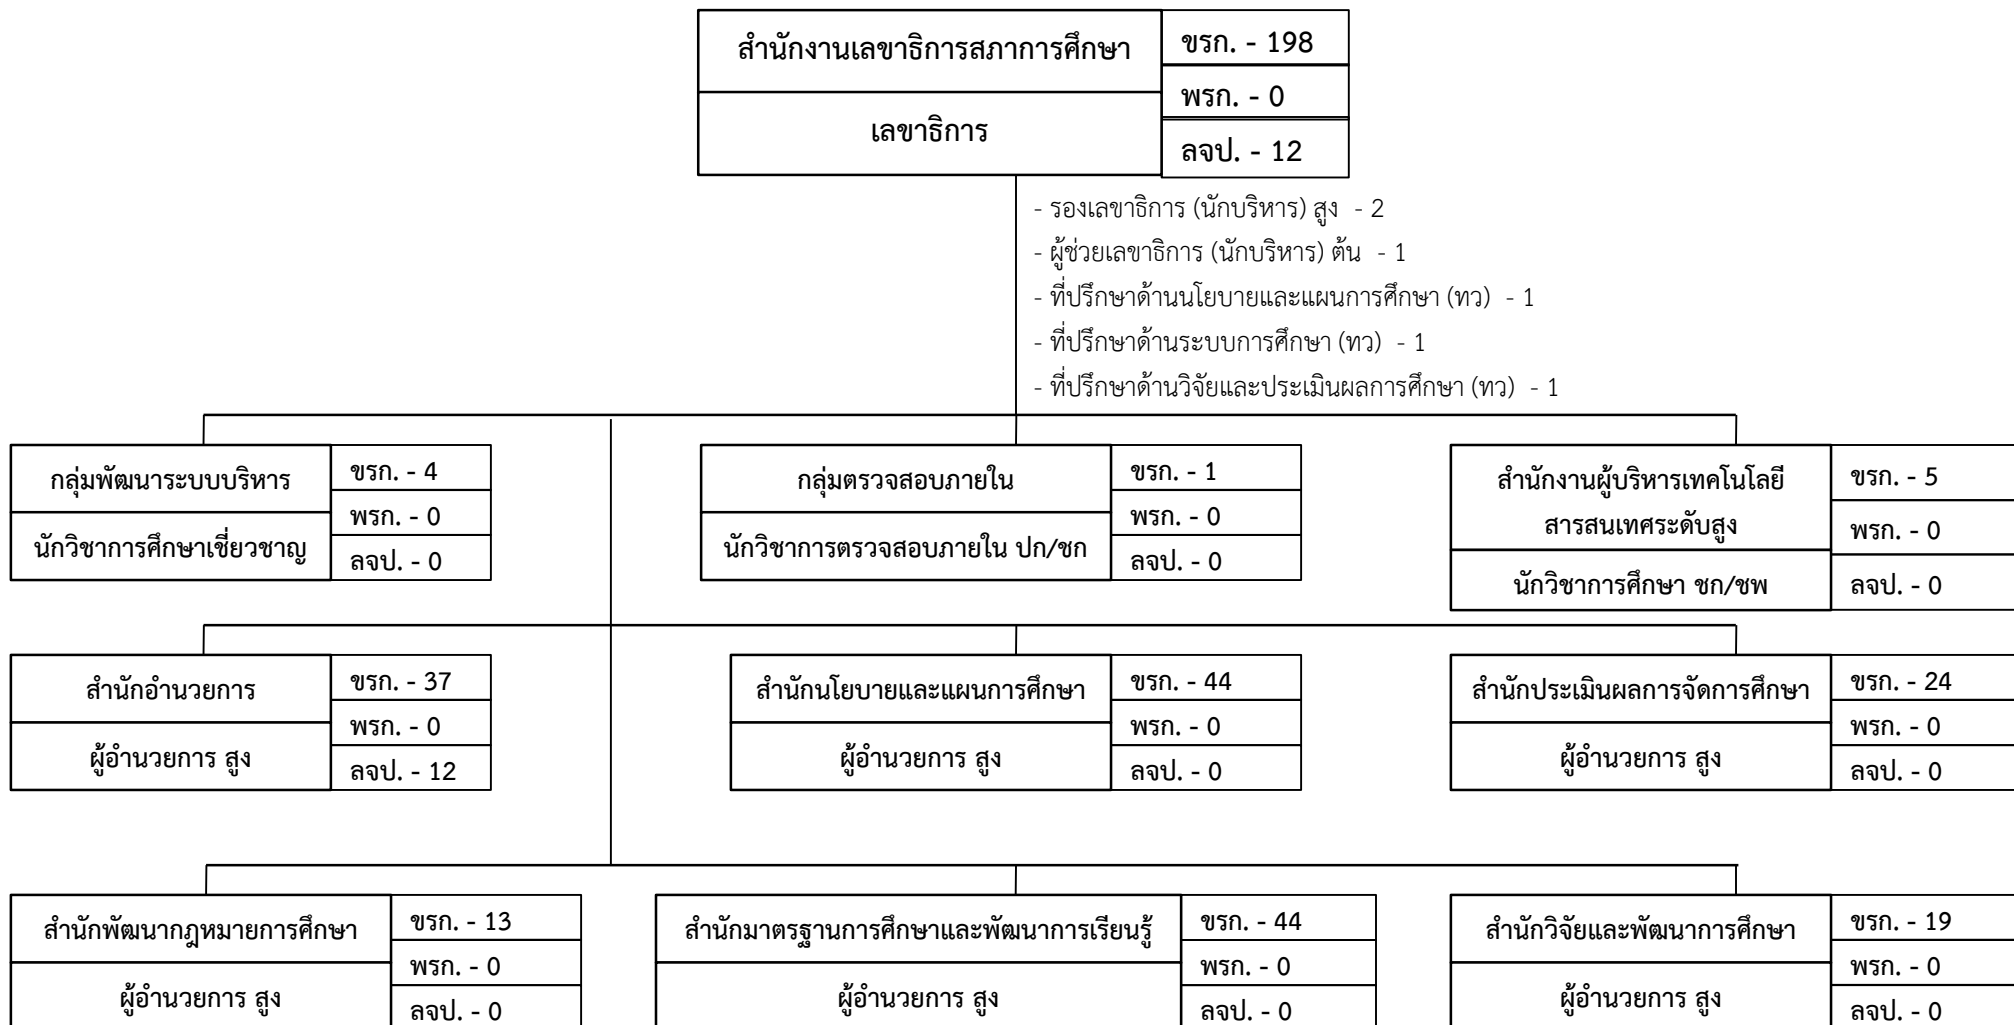 สำนักงานเลขาธิการสภาการศึกษา
เลขาธิการ
ขรก. - 198
พรก. - 0
ลจป. - 12
- รองเลขาธิการ (นักบริหาร) สูง - 2
- ผู้ช่วยเลขาธิการ (นักบริหาร) ต้น - 1
- ที่ปรึกษาด้านนโยบายและแผนการศึกษา (ทว) - 1
- ที่ปรึกษาด้านระบบการศึกษา (ทว) - 1
- ที่ปรึกษาด้านวิจัยและประเมินผลการศึกษา (ทว) - 1
กลุ่มพัฒนาระบบบริหาร
นักวิชาการศึกษาเชี่ยวชาญ
ขรก. - 4
พรก. - 0
ลจป. - 0
กลุ่มตรวจสอบภายใน
นักวิชาการตรวจสอบภายใน ปก/ชก
ขรก. - 1
พรก. - 0
ลจป. - 0
สำนักงานผู้บริหารเทคโนโลยี
สารสนเทศระดับสูง
นักวิชาการศึกษา ชก/ชพ
ขรก. - 5
พรก. - 0
ลจป. - 0
สำนักอำนวยการ
ผู้อำนวยการ สูง
ขรก. - 37
พรก. - 0
ลจป. - 12
สำนักนโยบายและแผนการศึกษา
ผู้อำนวยการ สูง
ขรก. - 44
พรก. - 0
ลจป. - 0
สำนักประเมินผลการจัดการศึกษา
ผู้อำนวยการ สูง
ขรก. - 24
พรก. - 0
ลจป. - 0
สำนักพัฒนากฎหมายการศึกษา
ผู้อำนวยการ สูง
ขรก. - 13
พรก. - 0
ลจป. - 0
สำนักมาตรฐานการศึกษาและพัฒนาการเรียนรู้
ผู้อำนวยการ สูง
ขรก. - 44
พรก. - 0
ลจป. - 0
สำนักวิจัยและพัฒนาการศึกษา
ผู้อำนวยการ สูง
ขรก. - 19
พรก. - 0
ลจป. - 0